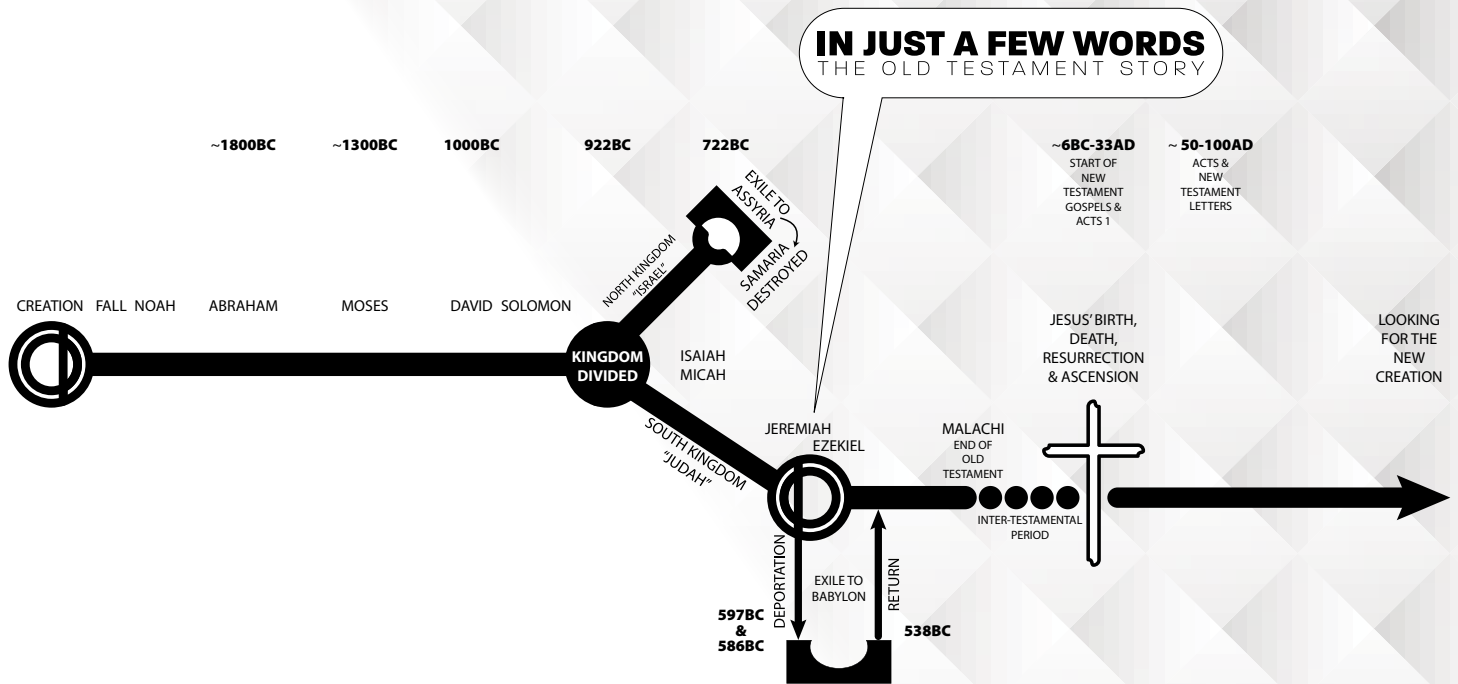 IN JUST A FEW WORDS
THE OLD TESTAMENT STORY
~1800BC
~1300BC
1000BC
922BC
722BC
~6BC-33AD
START OF
NEW
TESTAMENT
GOSPELS &
ACTS 1
~ 50-100AD
ACTS &
NEW
TESTAMENT
LETTERS
EXILE TO
ASSYRIA
SAMARIA
DESTROYED
NORTH KINGDOM
"ISRAEL"
CREATION
FALL
NOAH
ABRAHAM
MOSES
DAVID
SOLOMON
KINGDOM
DIVIDED
ISAIAH
MICAH
JESUS' BIRTH,
DEATH,
RESURRECTION
& ASCENSION
LOOKING
FOR THE
NEW
CREATION
SOUTH KINGDOM
"JUDAH"
JEREMIAH
EZEKIEL
MALACHI
END OF
OLD
TESTAMENT
INTER-TESTAMENTAL
PERIOD
DEPORTATION
EXILE TO
BABYLON
RETURN
597BC
&
586BC
538BC